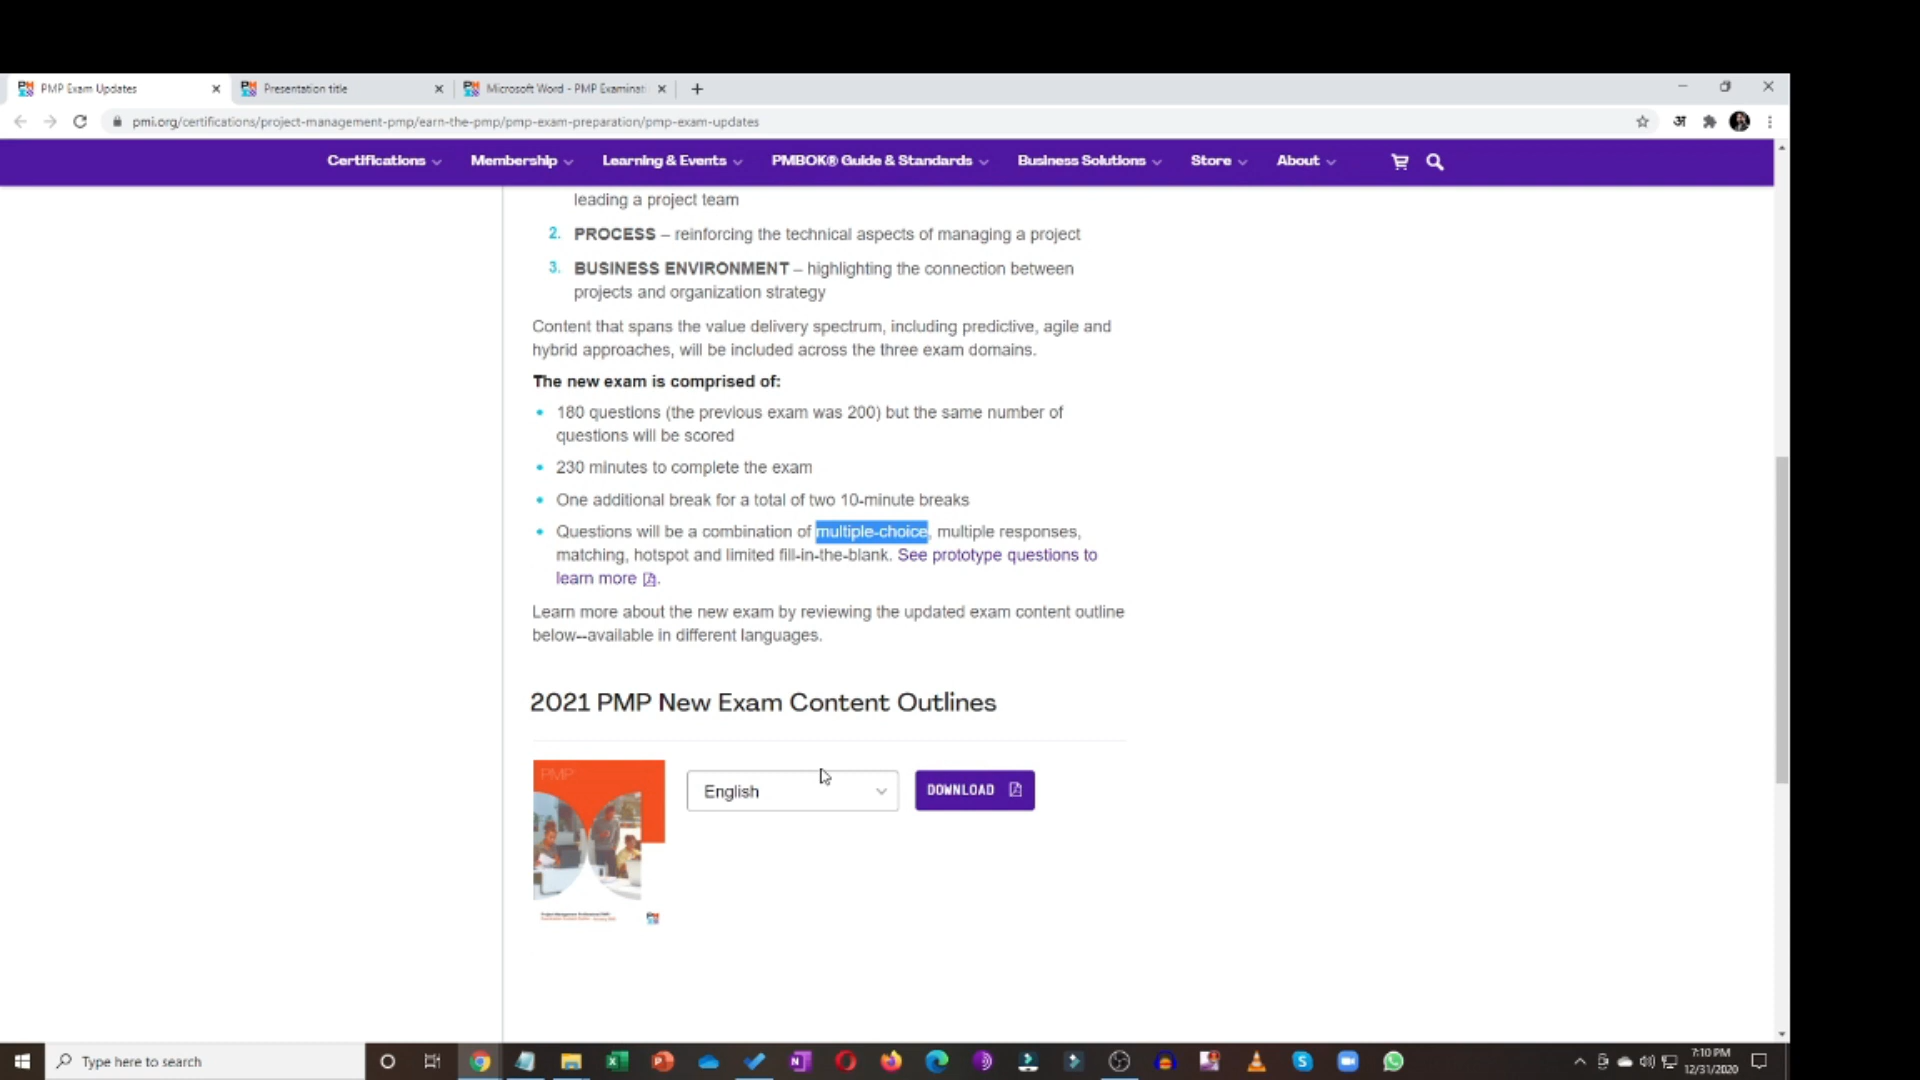 PMP Exam Updates
Presentation title
Microsoft Word - PMP Examinat
pmi.org/certifications/project-management-pmp/earn-the-pmp/pmp-exam-preparation/pmp-exam-updates
अ
Certifications
Membership
Learning & Events
PMBOK® Guide & Standards
Business Solutions
Store
About
leading a project team
2. PROCESS – reinforcing the technical aspects of managing a project
3. BUSINESS ENVIRONMENT – highlighting the connection between
projects and organization strategy
Content that spans the value delivery spectrum, including predictive, agile and
hybrid approaches, will be included across the three exam domains.
The new exam is comprised of:
• 180 questions (the previous exam was 200) but the same number of
questions will be scored
• 230 minutes to complete the exam
• One additional break for a total of two 10-minute breaks
• Questions will be a combination of multiple-choice, multiple responses,
matching, hotspot and limited fill-in-the-blank. See prototype questions to
learn more .
Learn more about the new exam by reviewing the updated exam content outline
below--available in different languages.
2021 PMP New Exam Content Outlines
PMP
English
DOWNLOAD
Type here to search
7:10 PM
12/31/2020